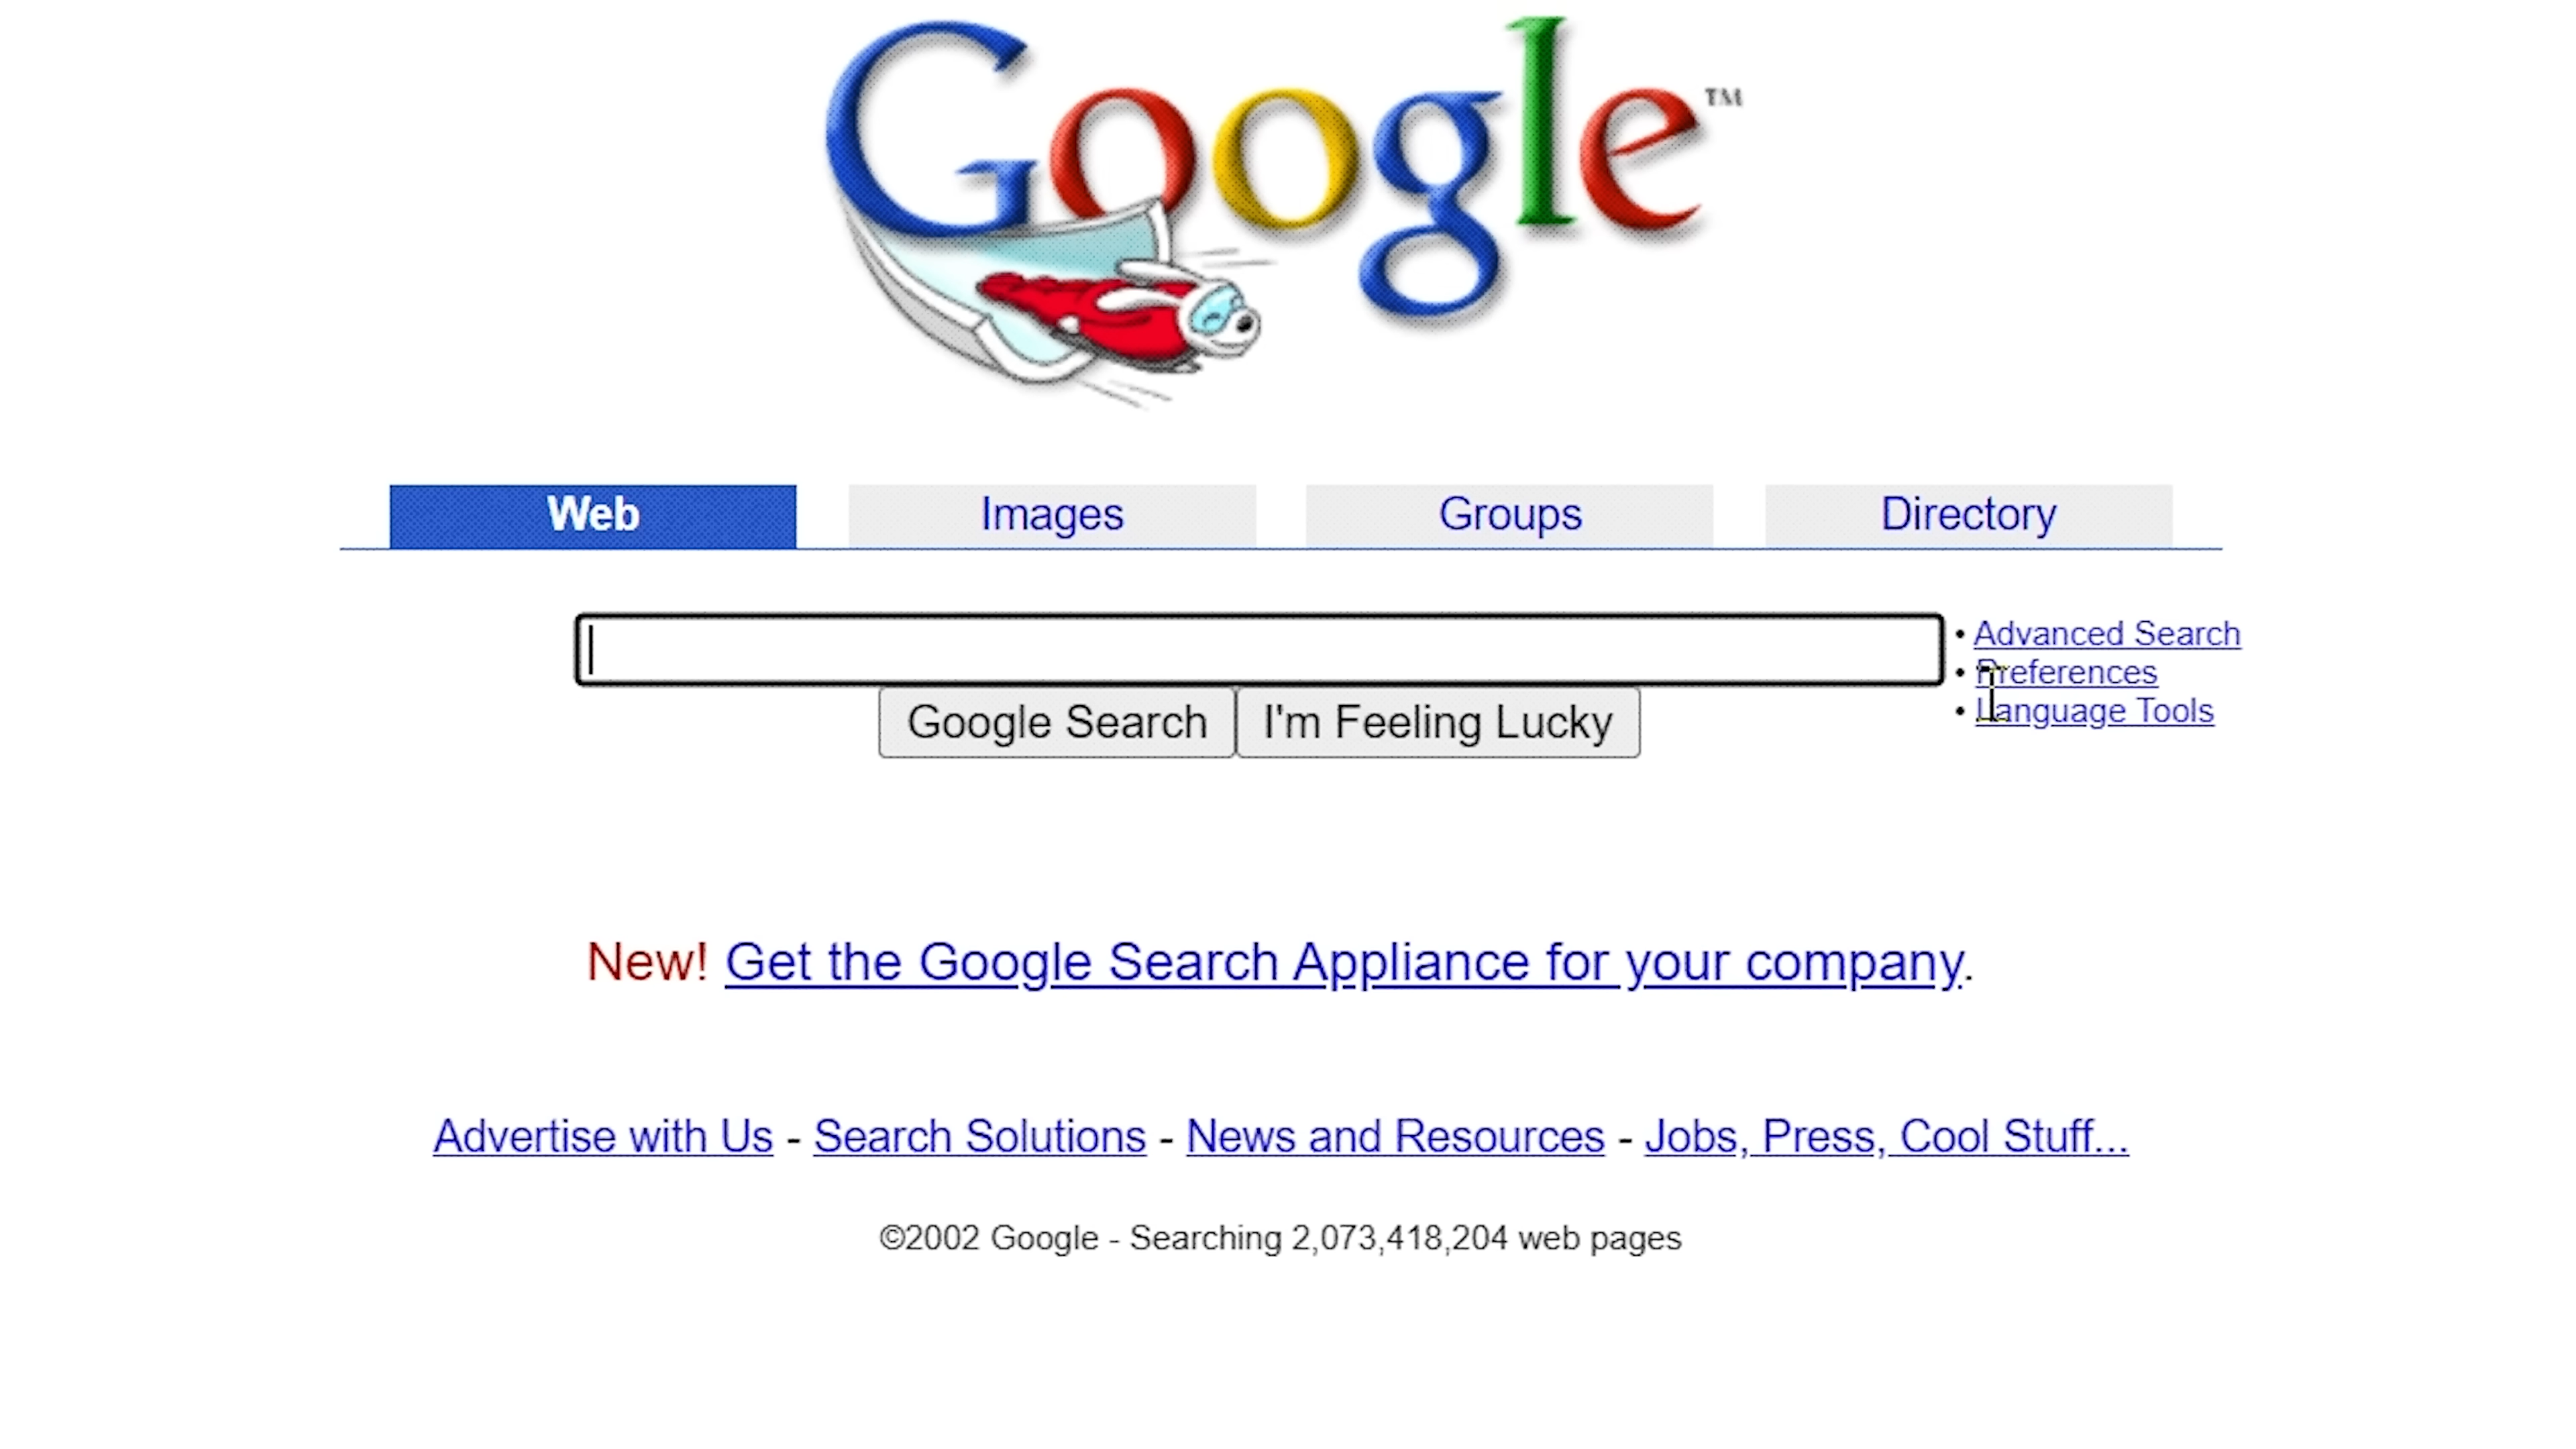 Google™
Web Images Groups Directory
• Advanced Search
• Preferences
• Language Tools
Google Search I'm Feeling Lucky
New! Get the Google Search Appliance for your company.
Advertise with Us - Search Solutions - News and Resources - Jobs, Press, Cool Stuff...
©2002 Google - Searching 2,073,418,204 web pages